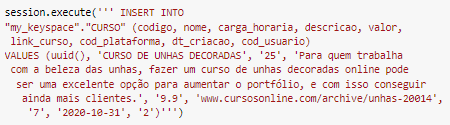 session.execute(''' INSERT INTO
"my_keyspace"."CURSO" (codigo, nome, carga_horaria, descricao, valor,
link_curso, cod_plataforma, dt_criacao, cod_usuario)
VALUES (uuid(), 'CURSO DE UNHAS DECORADAS', '25', 'Para quem trabalha
com a beleza das unhas, fazer um curso de unhas decoradas online pode
ser uma excelente opção para aumentar o portfólio, e com isso conseguir
ainda mais clientes.', '9.9', 'www.cursosonline.com/archive/unhas-20014',
'7', '2020-10-31', '2')''')